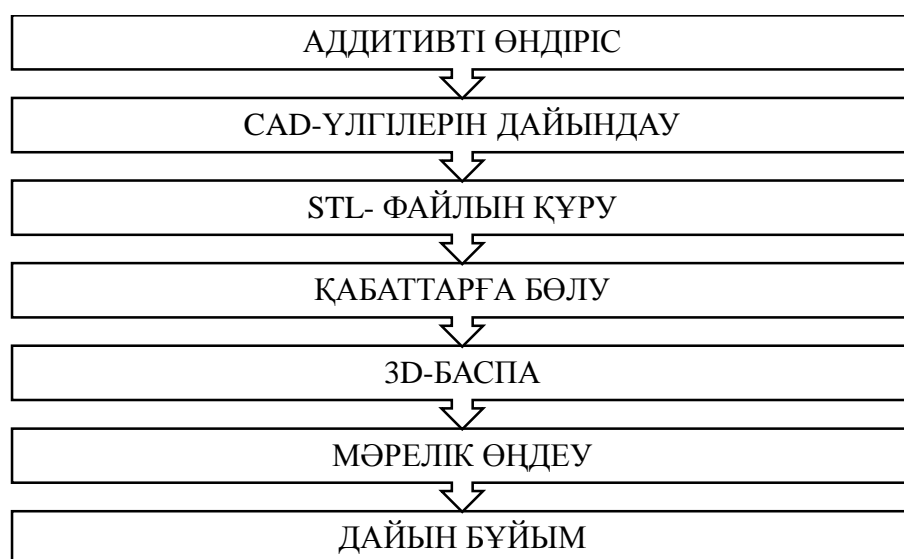 АДДИТИВТІ ӨНДІРІС
CAD-ҮЛГІЛЕРІН ДАЙЫНДАУ
STL- ФАЙЛЫН ҚҰРУ
ҚАБАТТАРҒА БӨЛУ
3D-БАСПА
МӘРЕЛІК ӨҢДЕУ
ДАЙЫН БҰЙЫМ